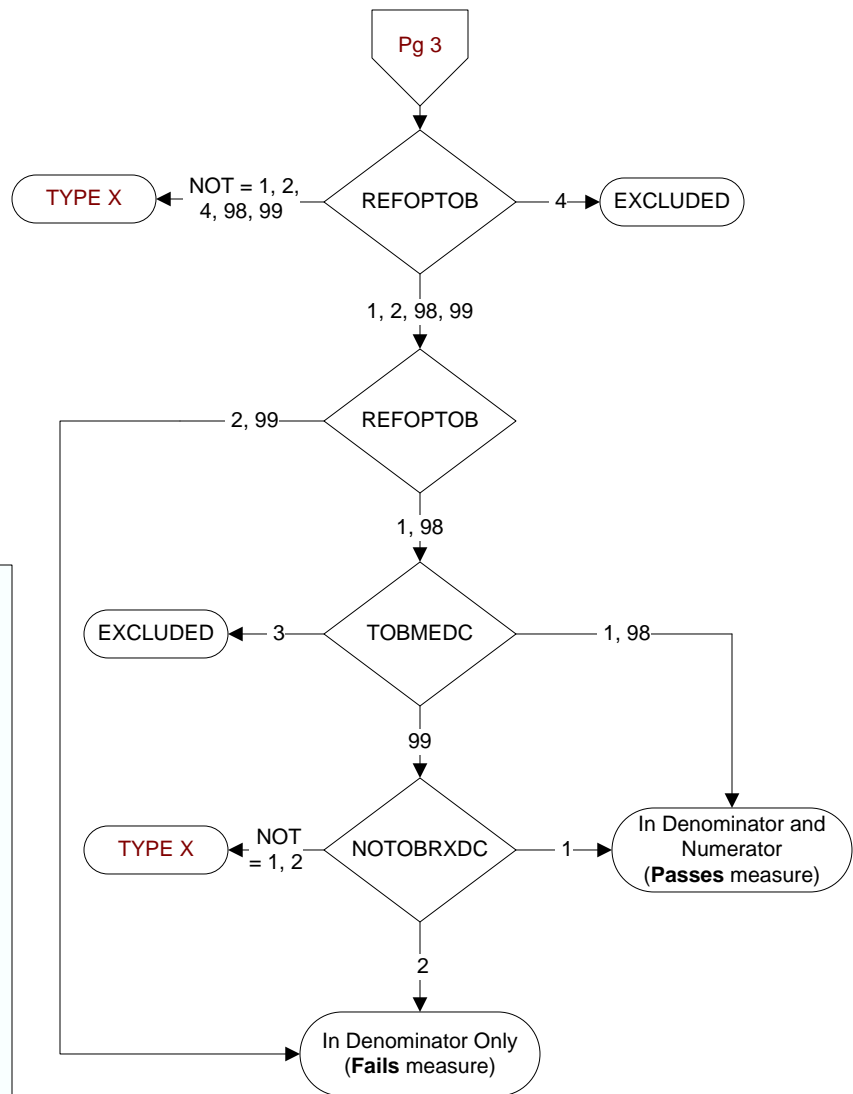 Pg 3
TYPE X
NOT = 1, 2,
4, 98, 99
REFOPTOB
4
EXCLUDED
1, 2, 98, 99
2, 99
REFOPTOB
1, 98
EXCLUDED
3
TOBMEDC
1, 98
99
TYPE X
NOT
= 1, 2
NOTOBRXDC
1
In Denominator and
Numerator
(Passes measure)
2
In Denominator Only
(Fails measure)